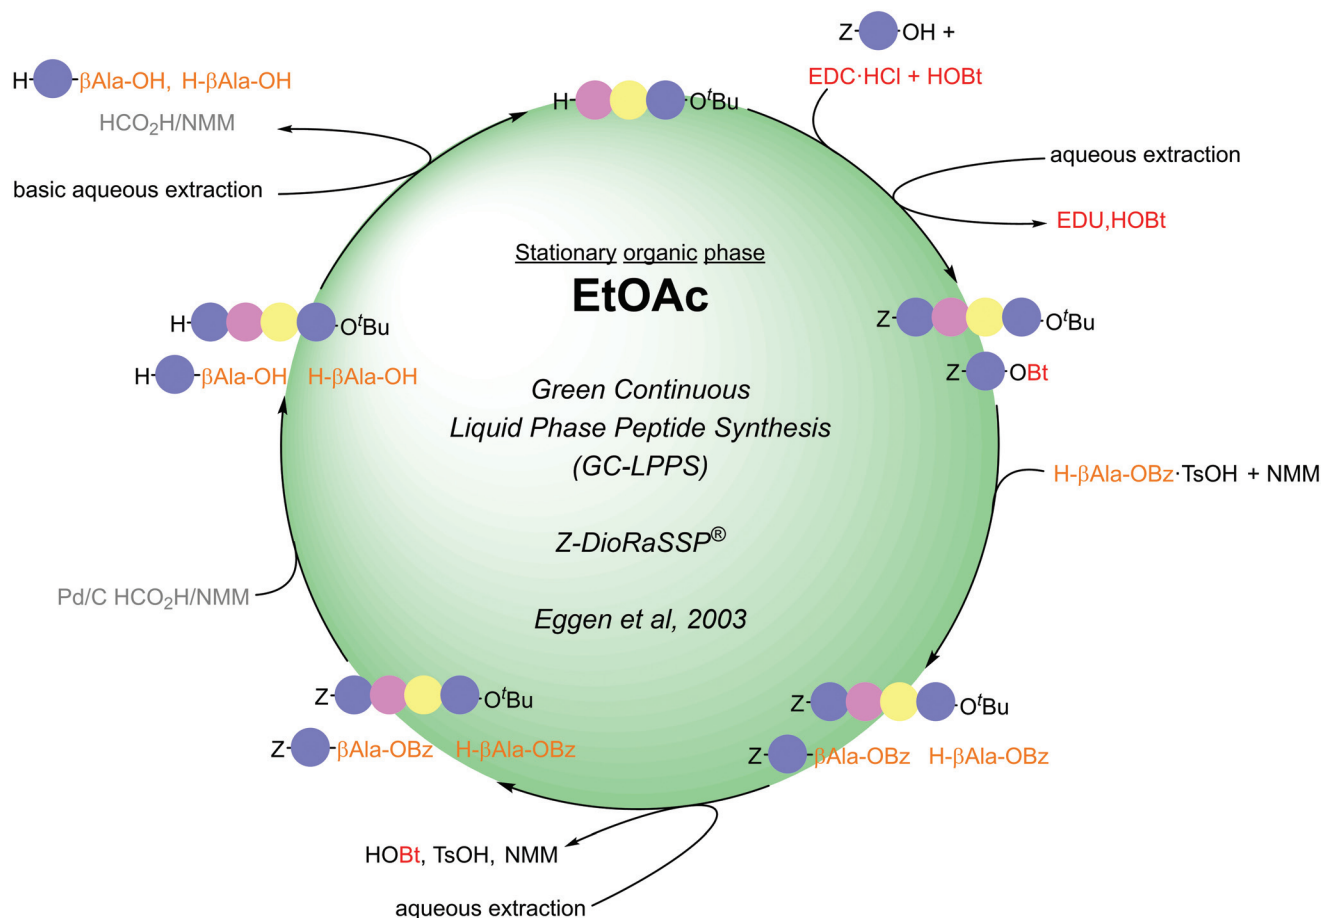 Z-OH +
EDC·HCl + HOBt
H-OᵗBu
aqueous extraction
EDU,HOBt
Z-OᵗBu
Z-OBt
H-βAla-OBz·TsOH + NMM
Z-OᵗBu
Z-βAla-OBz H-βAla-OBz
HOBt, TsOH, NMM
aqueous extraction
Z-OᵗBu
Z-βAla-OBz H-βAla-OBz
Pd/C HCO₂H/NMM
H-OᵗBu
H-βAla-OH H-βAla-OH
H-βAla-OH, H-βAla-OH
HCO₂H/NMM
basic aqueous extraction
Stationary organic phase
EtOAc
Green Continuous
Liquid Phase Peptide Synthesis
(GC-LPPS)
Z-DioRaSSP®
Eggen et al, 2003